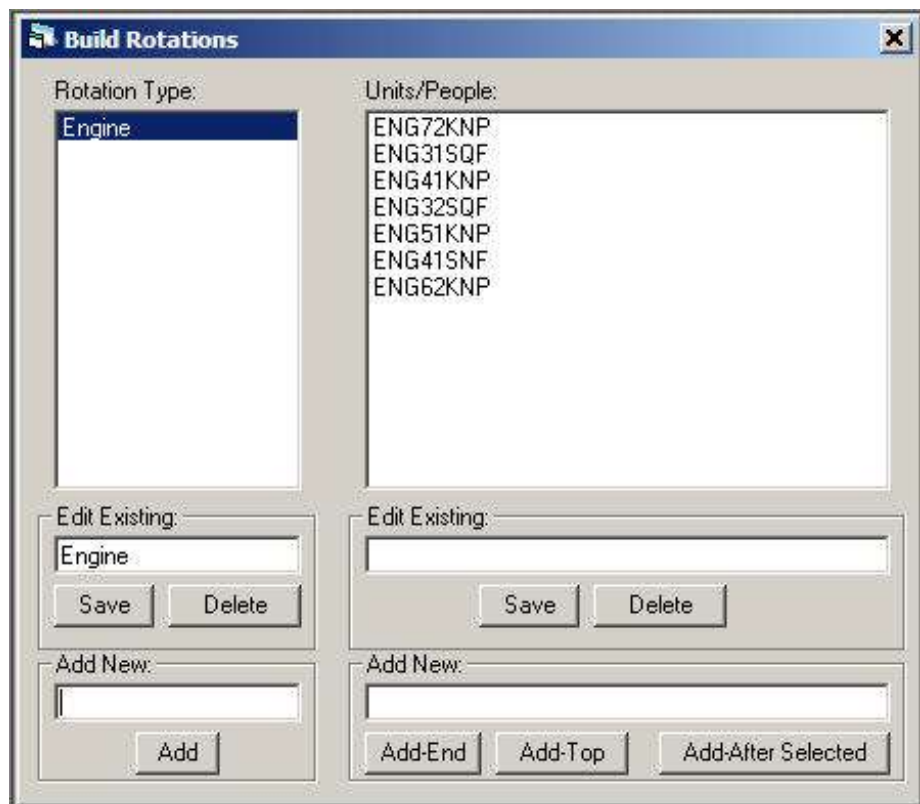 Build Rotations
Rotation Type:
Engine
Units/People:
ENG72KNP
ENG31SQF
ENG41KNP
ENG32SQF
ENG51KNP
ENG41SNF
ENG62KNP
Edit Existing:
Engine
Save Delete
Edit Existing:
Save Delete
Add New:
Add
Add New:
Add-End Add-Top Add-After Selected